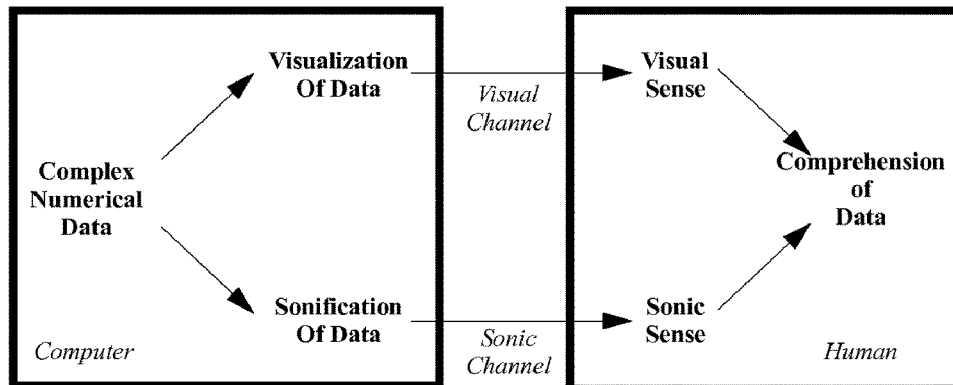 Visualization
Of Data
Visual
Channel
Visual
Sense
Complex
Numerical
Data
Comprehension
of
Data
Sonification
Of Data
Sonic
Channel
Sonic
Sense
Computer
Human